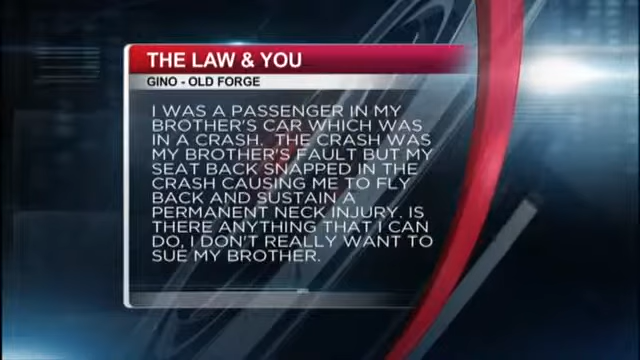 THE LAW & YOU
GINO - OLD FORGE
I WAS A PASSENGER IN MY
BROTHER'S CAR WHICH WAS
IN A CRASH. THE CRASH WAS
MY BROTHER'S FAULT BUT MY
SEAT BACK SNAPPED IN THE
CRASH CAUSING ME TO FLY
BACK AND SUSTAIN A
PERMANENT NECK INJURY. IS
THERE ANYTHING THAT I CAN
DO, I DON'T REALLY WANT TO
SUE MY BROTHER.